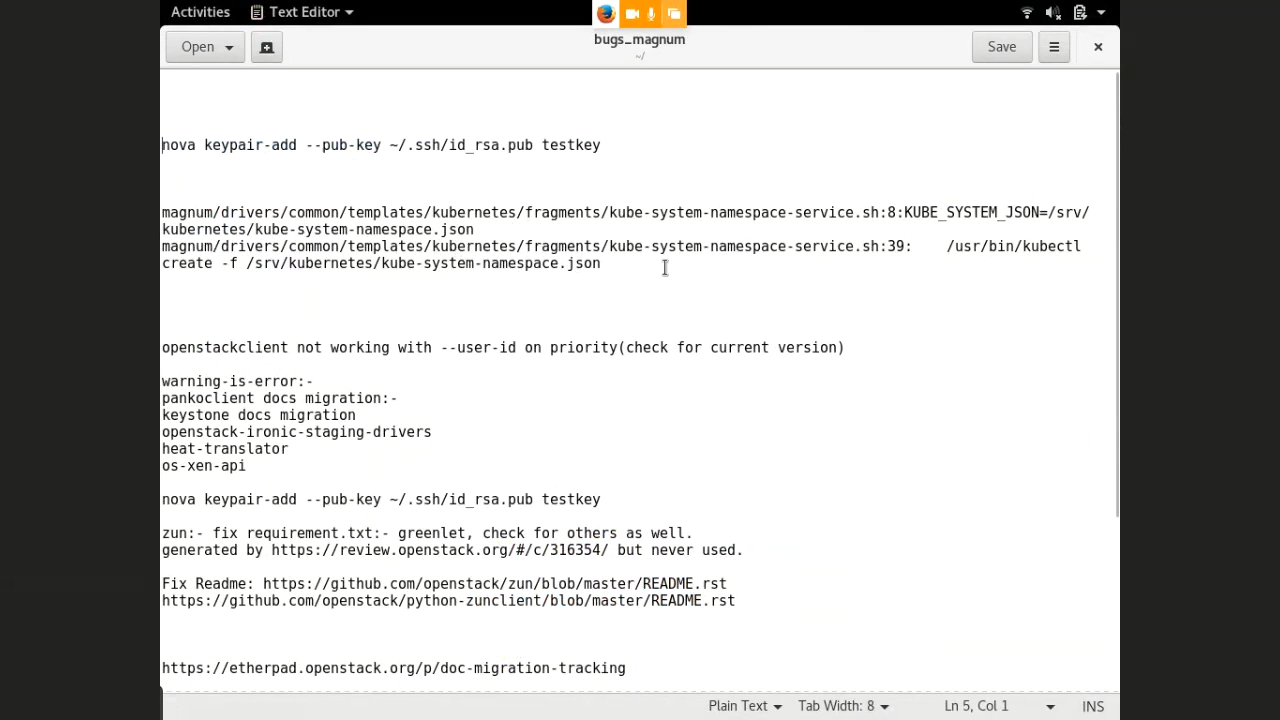 Activities Text Editor
bugs_magnum
~/
Open Save
nova keypair-add --pub-key ~/.ssh/id_rsa.pub testkey
magnum/drivers/common/templates/kubernetes/fragments/kube-system-namespace-service.sh:8:KUBE_SYSTEM_JSON=/srv/
kubernetes/kube-system-namespace.json
magnum/drivers/common/templates/kubernetes/fragments/kube-system-namespace-service.sh:39:    /usr/bin/kubectl
create -f /srv/kubernetes/kube-system-namespace.json
openstackclient not working with --user-id on priority(check for current version)
warning-is-error:-
pankoclient docs migration:-
keystone docs migration
openstack-ironic-staging-drivers
heat-translator
os-xen-api
nova keypair-add --pub-key ~/.ssh/id_rsa.pub testkey
zun:- fix requirement.txt:- greenlet, check for others as well.
generated by https://review.openstack.org/#/c/316354/ but never used.
Fix Readme: https://github.com/openstack/zun/blob/master/README.rst
https://github.com/openstack/python-zunclient/blob/master/README.rst
https://etherpad.openstack.org/p/doc-migration-tracking
Plain Text Tab Width: 8 Ln 5, Col 1 INS